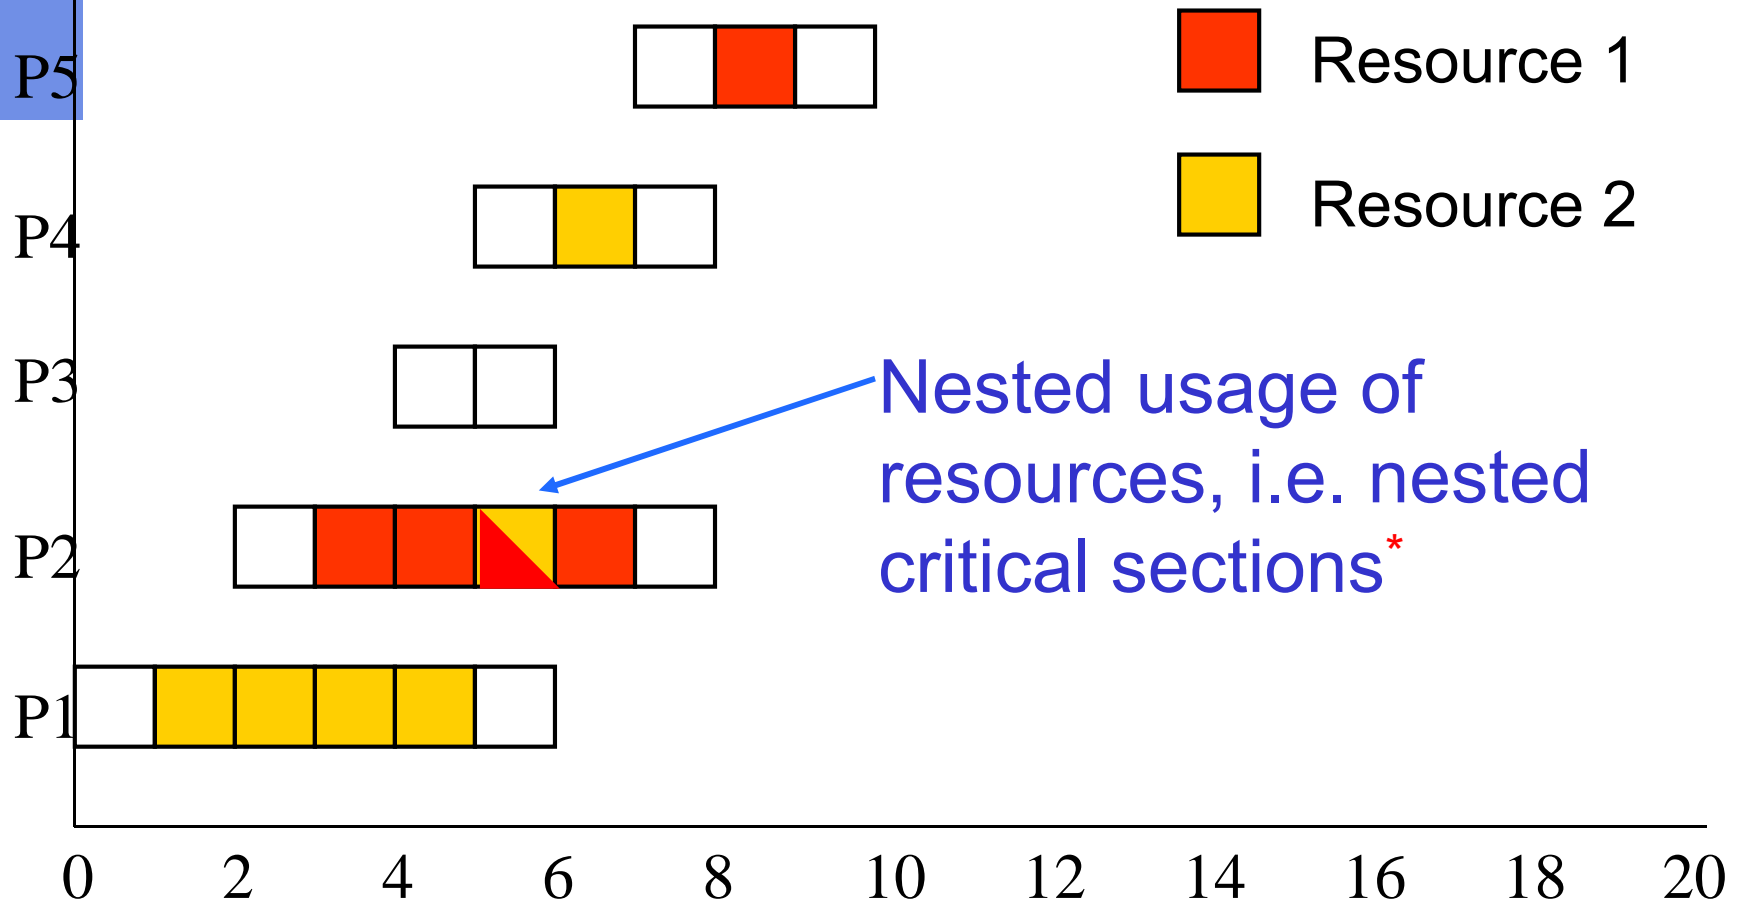 P5
Resource 1
P4
Resource 2
P3
Nested usage of
resources, i.e. nested
critical sections*
P2
P1
0 2 4 6 8 10 12 14 16 18 20